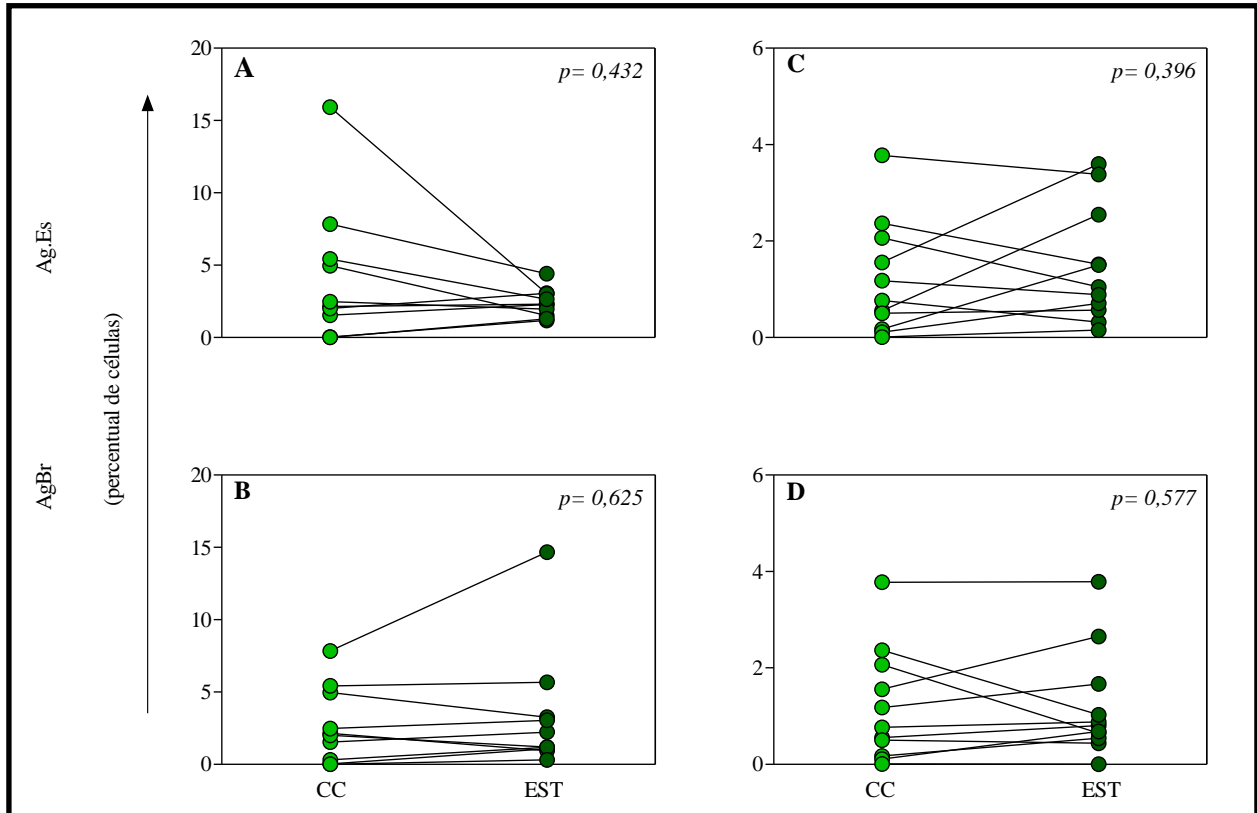 Ag.Es
AgBr
(percentual de células)
A
p= 0,432
20
15
10
5
0
C
p= 0,396
6
4
2
0
B
p= 0,625
20
15
10
5
0
CC
EST
D
p= 0,577
6
4
2
0
CC
EST